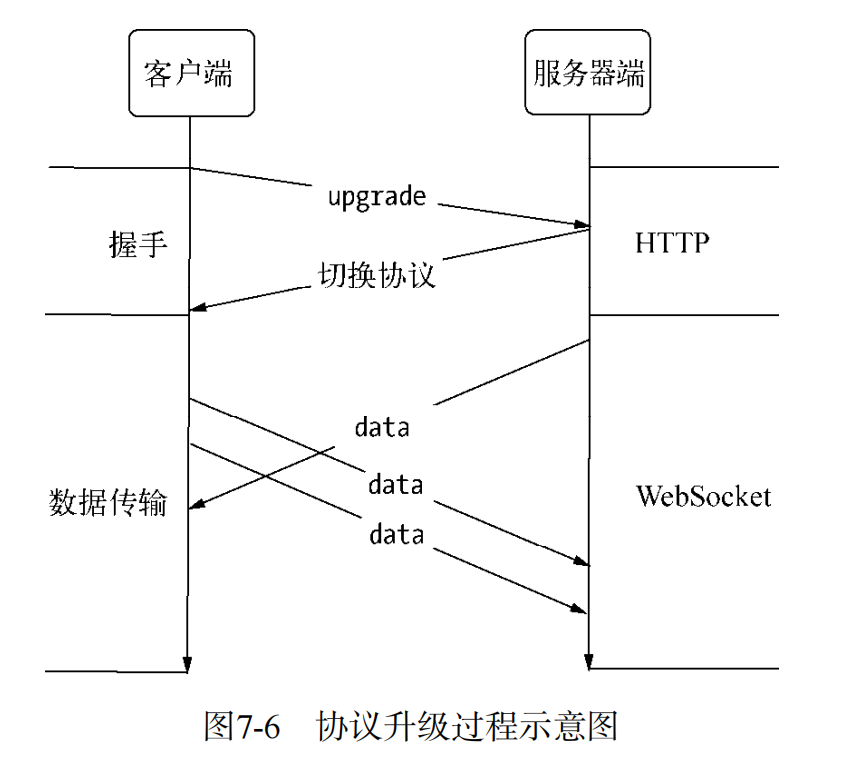 客户端
服务器端
upgrade
握手
HTTP
切换协议
data
data
数据传输
WebSocket
data
图7-6 协议升级过程示意图